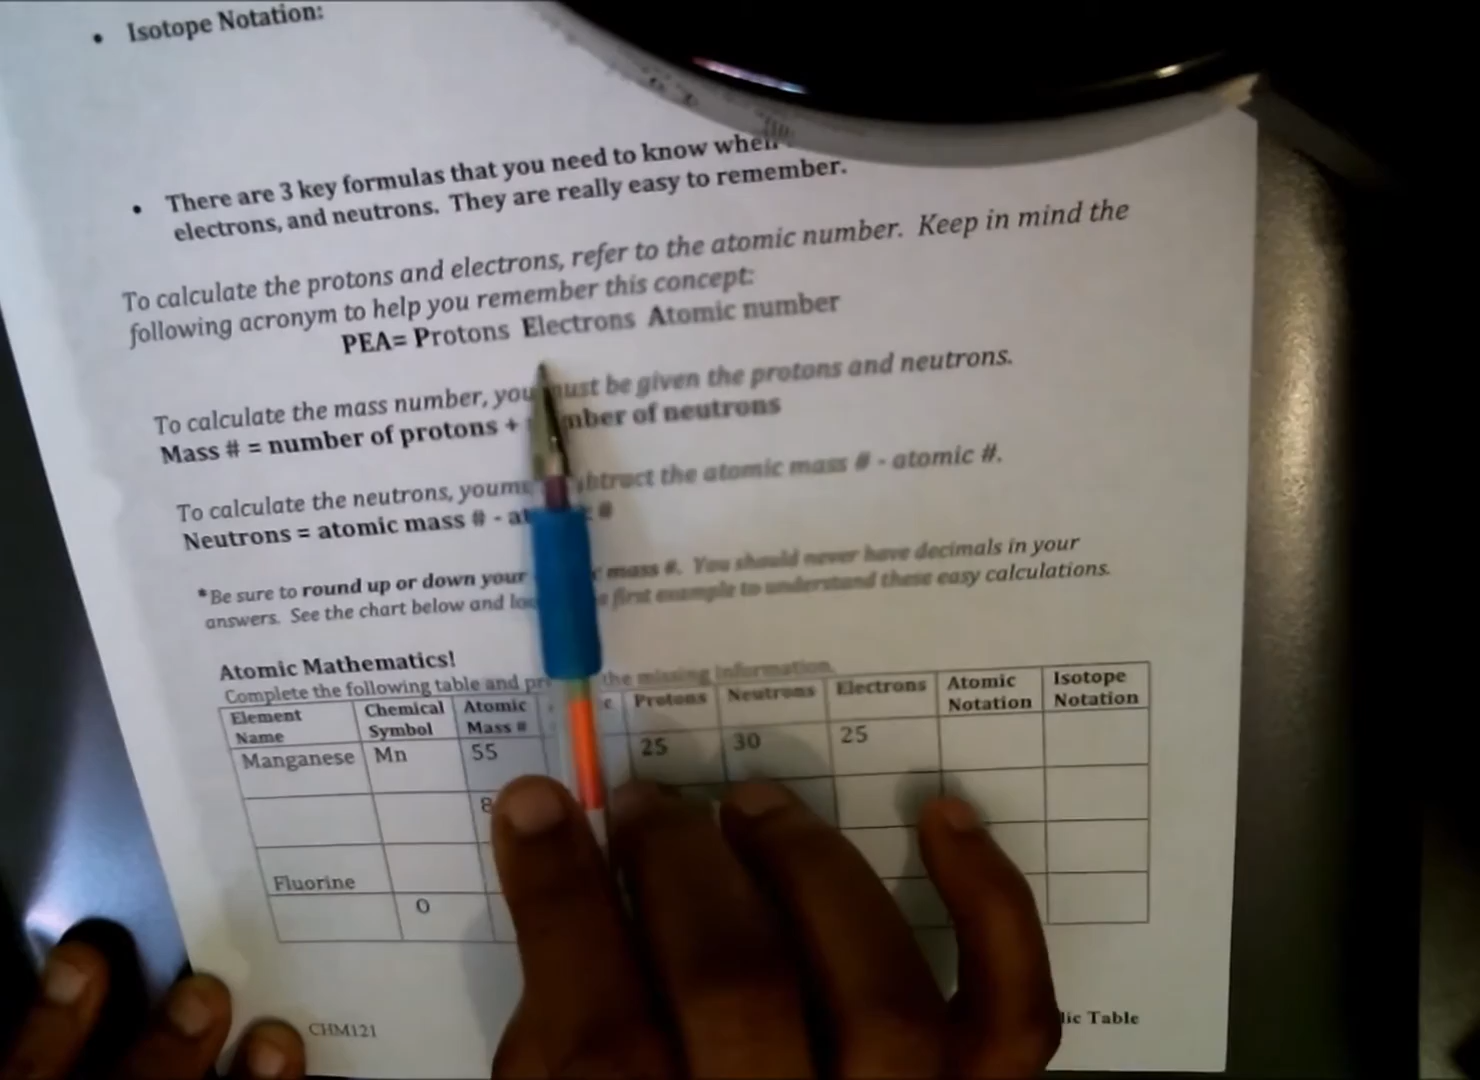 • Isotope Notation:
• There are 3 key formulas that you need to know when
electrons, and neutrons. They are really easy to remember.
To calculate the protons and electrons, refer to the atomic number. Keep in mind the
following acronym to help you remember this concept:
PEA= Protons Electrons Atomic number
To calculate the mass number, you must be given the protons and neutrons.
Mass # = number of protons + number of neutrons
To calculate the neutrons, you subtract the atomic mass # - atomic #.
Neutrons = atomic mass # - #
*Be sure to round up or down your mass #. You should never have decimals in your
answers. See the chart below and first example to understand these easy calculations.
Atomic Mathematics!
Complete the following table and the missing information.
Element Name Chemical Symbol Atomic Mass # Protons Neutrons Electrons Atomic Notation Isotope Notation
Manganese Mn 55 25 30 25
8
Fluorine
O
CHM121 Table